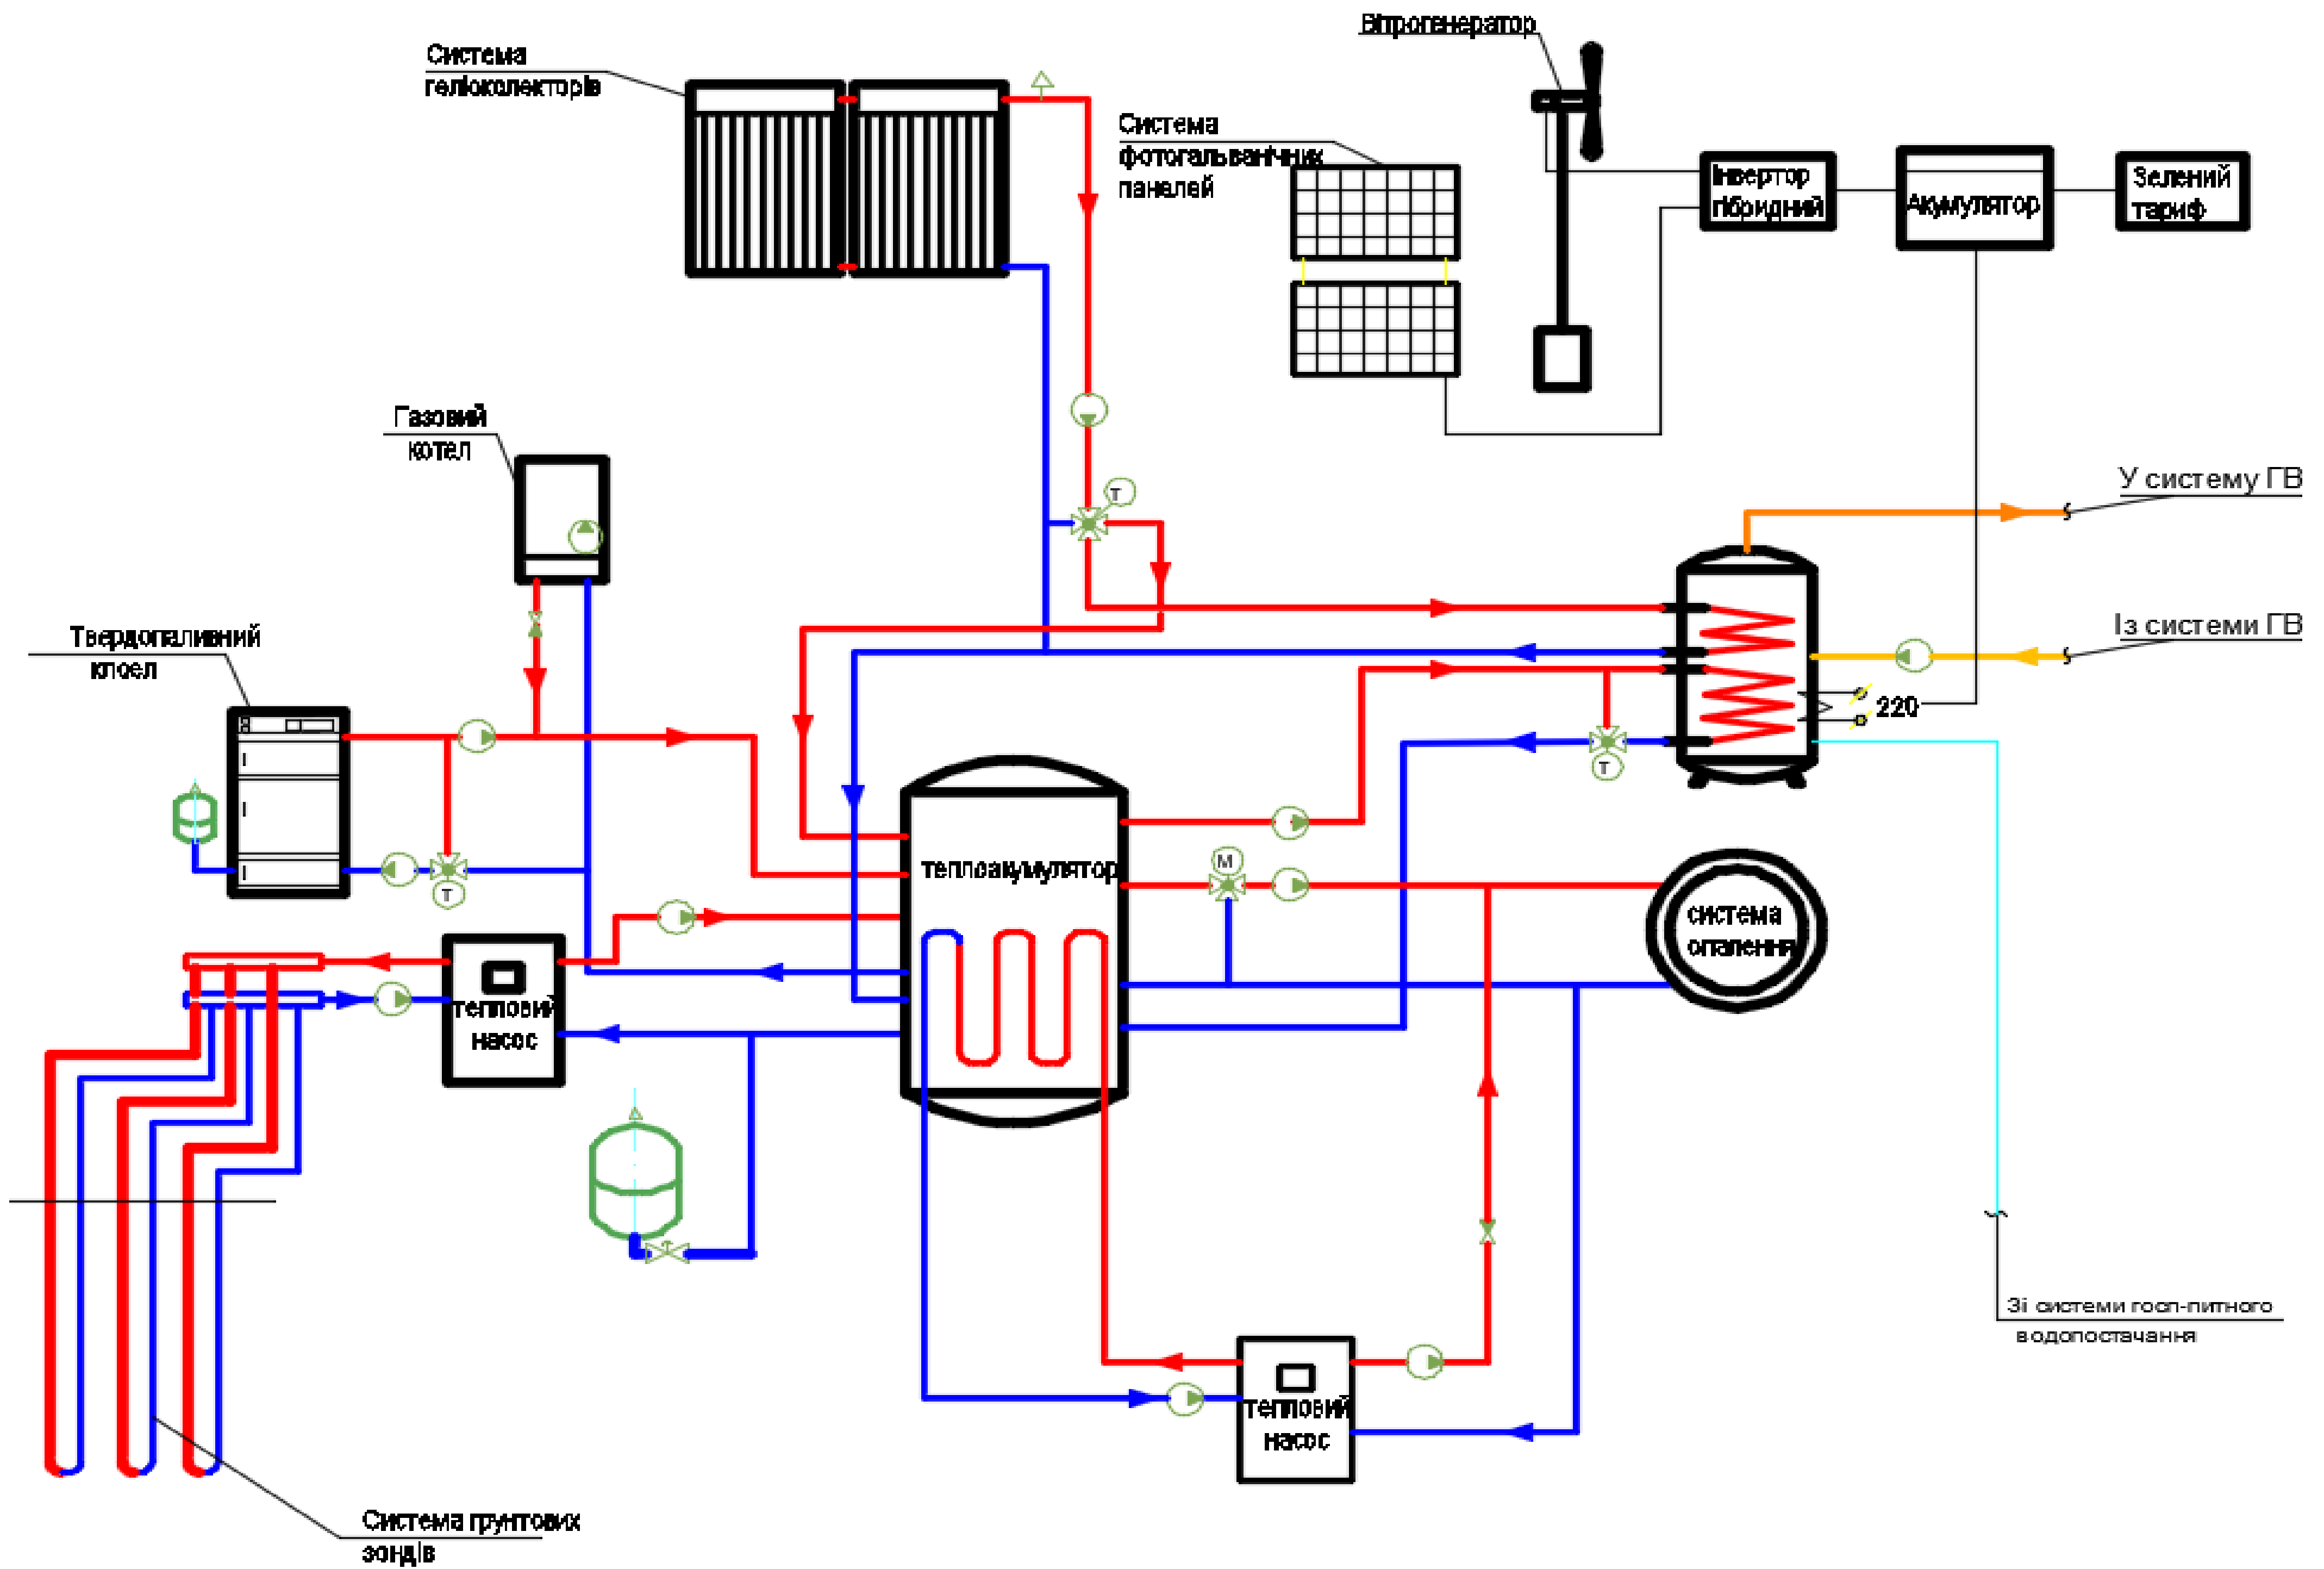 Вітрогенератор
Система
геліоколекторів
Система
фотогальванічних
панелей
Інвертор
гібридний
Акумулятор
Зелений
тариф
Газовий
котел
У систему ГВ
Із системи ГВ
Твердопаливний
клоел
220
Т
Т
Т
М
теплоакумулятор
система
опалення
тепловий
насос
Зі системи госп-питного
водопостачання
тепловий
насос
Система грунтових
зондів